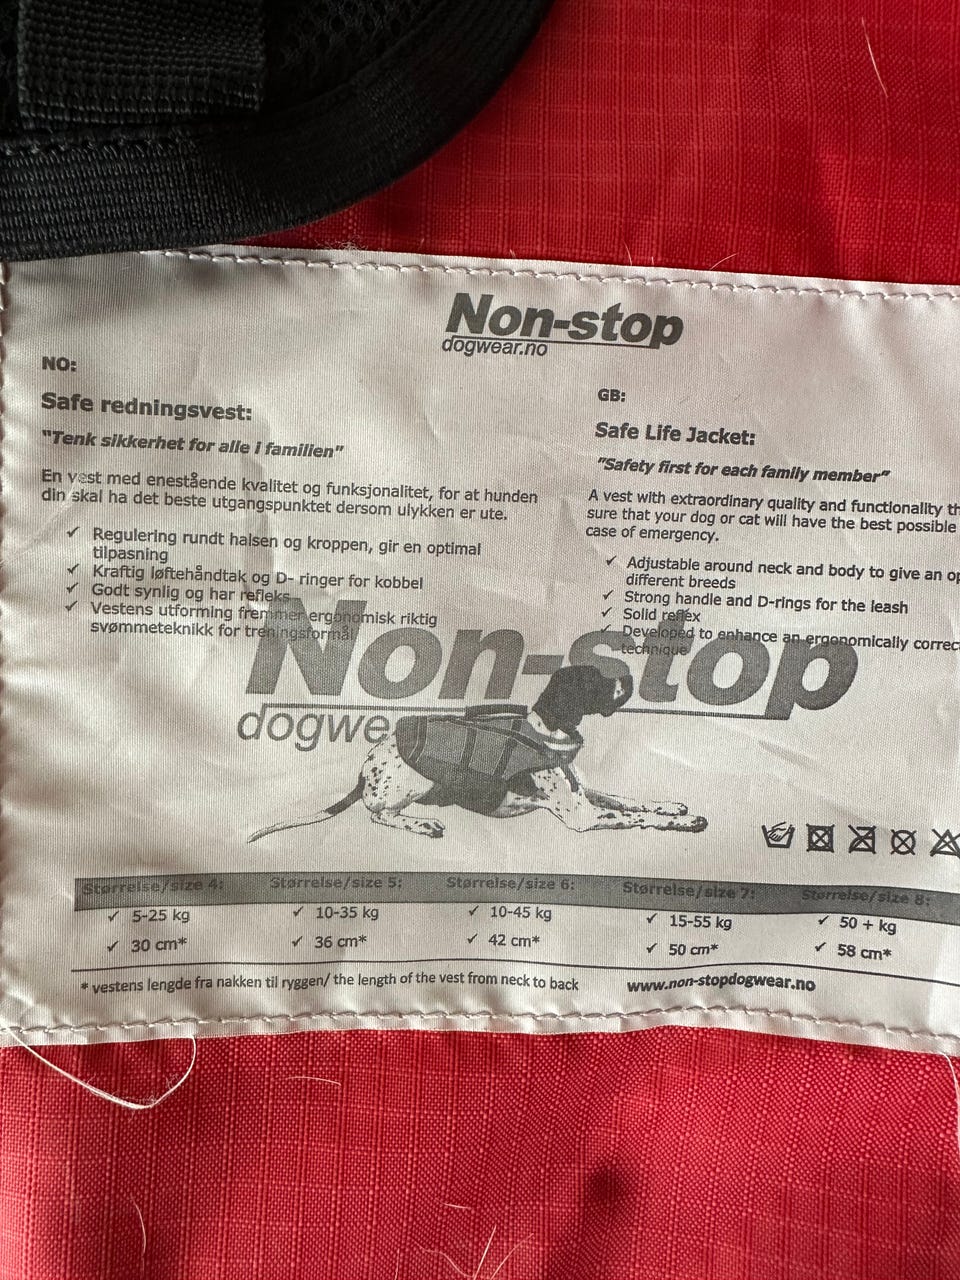 Non-stop
dogwear.no
NO:
Safe redningsvest:
"Tenk sikkerhet for alle i familien"
En vest med enestående kvalitet og funksjonalitet, for at hunden
din skal ha det beste utgangspunktet dersom ulykken er ute.
✓ Regulering rundt halsen og kroppen, gir en optimal
tilpasning
✓ Kraftig løftehåndtak og D- ringer for kobbel
✓ Godt synlig og har refleks
✓ Vestens utforming fremmer ergonomisk riktig
svømmeteknikk for treningsformål
GB:
Safe Life Jacket:
"Safety first for each family member"
A vest with extraordinary quality and functionality
sure that your dog or cat will have the best possible
case of emergency.
✓ Adjustable around neck and body to give an
different breeds
✓ Strong handle and D-rings for the leash
✓ Solid reflex
✓ Developed to enhance an ergonomically
technique
Non-stop
dogwe
Størrelse/size 4: Størrelse/size 5: Størrelse/size 6: Størrelse/size 7: Størrelse/size 8:
✓ 5-25 kg ✓ 10-35 kg ✓ 10-45 kg ✓ 15-55 kg ✓ 50 + kg
✓ 30 cm* ✓ 36 cm* ✓ 42 cm* ✓ 50 cm* ✓ 58 cm*
* vestens lengde fra nakken til ryggen/ the length of the vest from neck to back www.non-stopdogwear.no